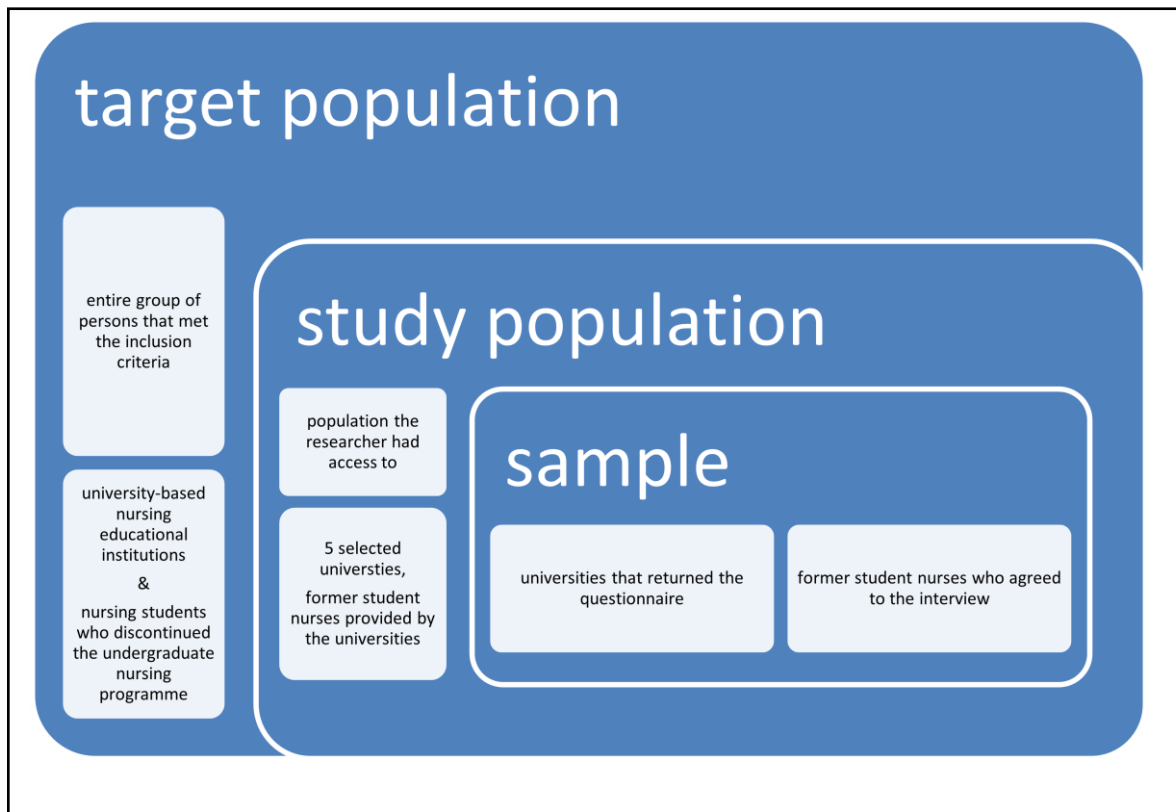 target population
entire group of
persons that met
the inclusion
criteria
university-based
nursing
educational
institutions
&
nursing students
who discontinued
the undergraduate
nursing
programme
study population
population the
researcher had
access to
5 selected
universties,
former student
nurses provided by
the universities
sample
universities that returned the
questionnaire
former student nurses who agreed
to the interview